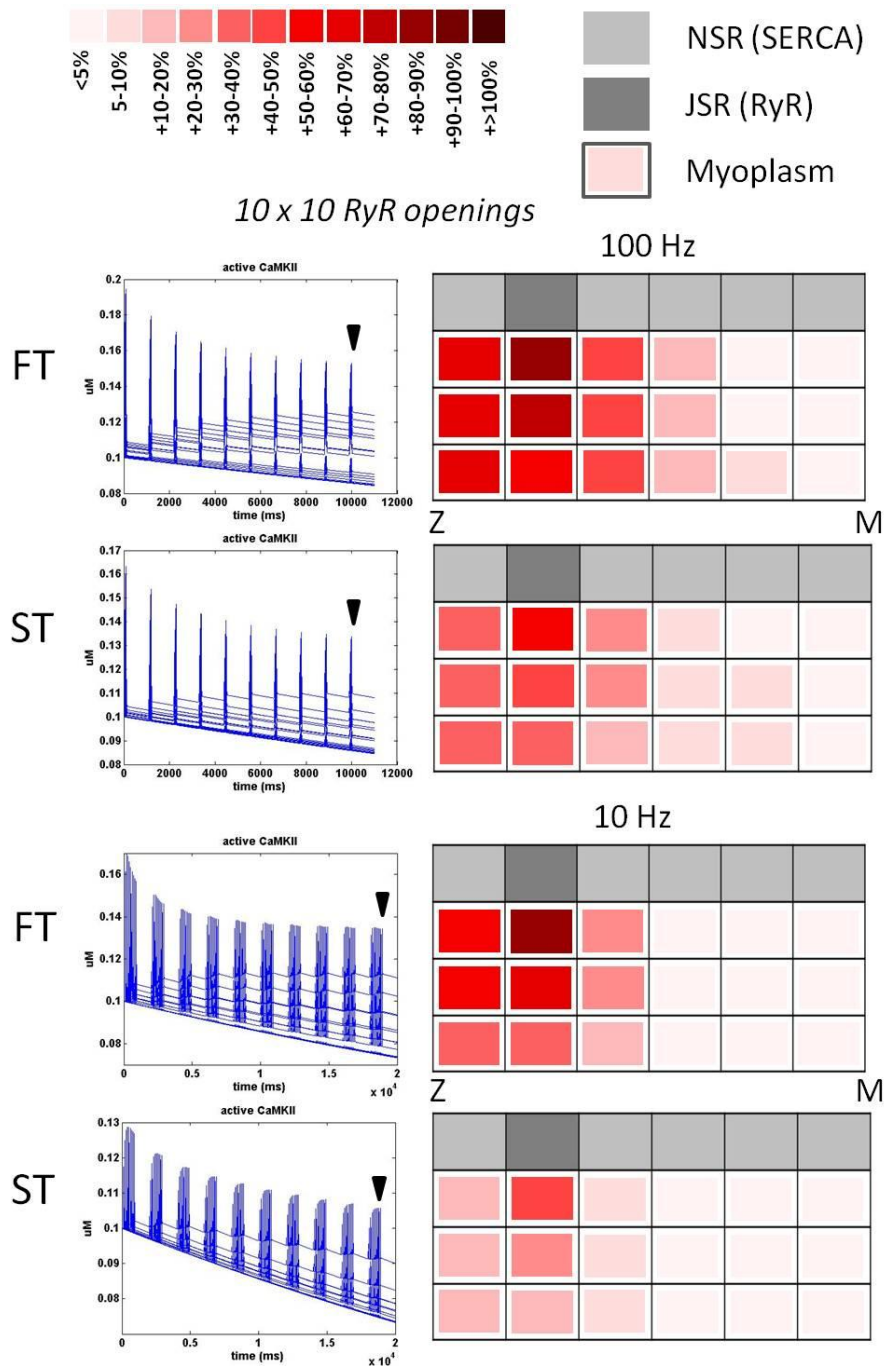 <5%
5-10%
+10-20%
+20-30%
+30-40%
+40-50%
+50-60%
+60-70%
+70-80%
+80-90%
+90-100%
+>100%
NSR (SERCA)
JSR (RyR)
Myoplasm
10 x 10 RyR openings
100 Hz
FT
active CaMKII
uM
0.2
0.18
0.16
0.14
0.12
0.1
0.08
0 2000 4000 6000 8000 10000 12000
time (ms)
Z M
ST
active CaMKII
uM
0.17
0.16
0.15
0.14
0.13
0.12
0.11
0.1
0.09
0.08
0 2000 4000 6000 8000 10000 12000
time (ms)
10 Hz
FT
active CaMKII
uM
0.16
0.14
0.12
0.1
0.08
0 0.5 1 1.5 2
time (ms)
x 10⁴
Z M
ST
active CaMKII
uM
0.13
0.12
0.11
0.1
0.09
0.08
0 0.5 1 1.5 2
time (ms)
x 10⁴